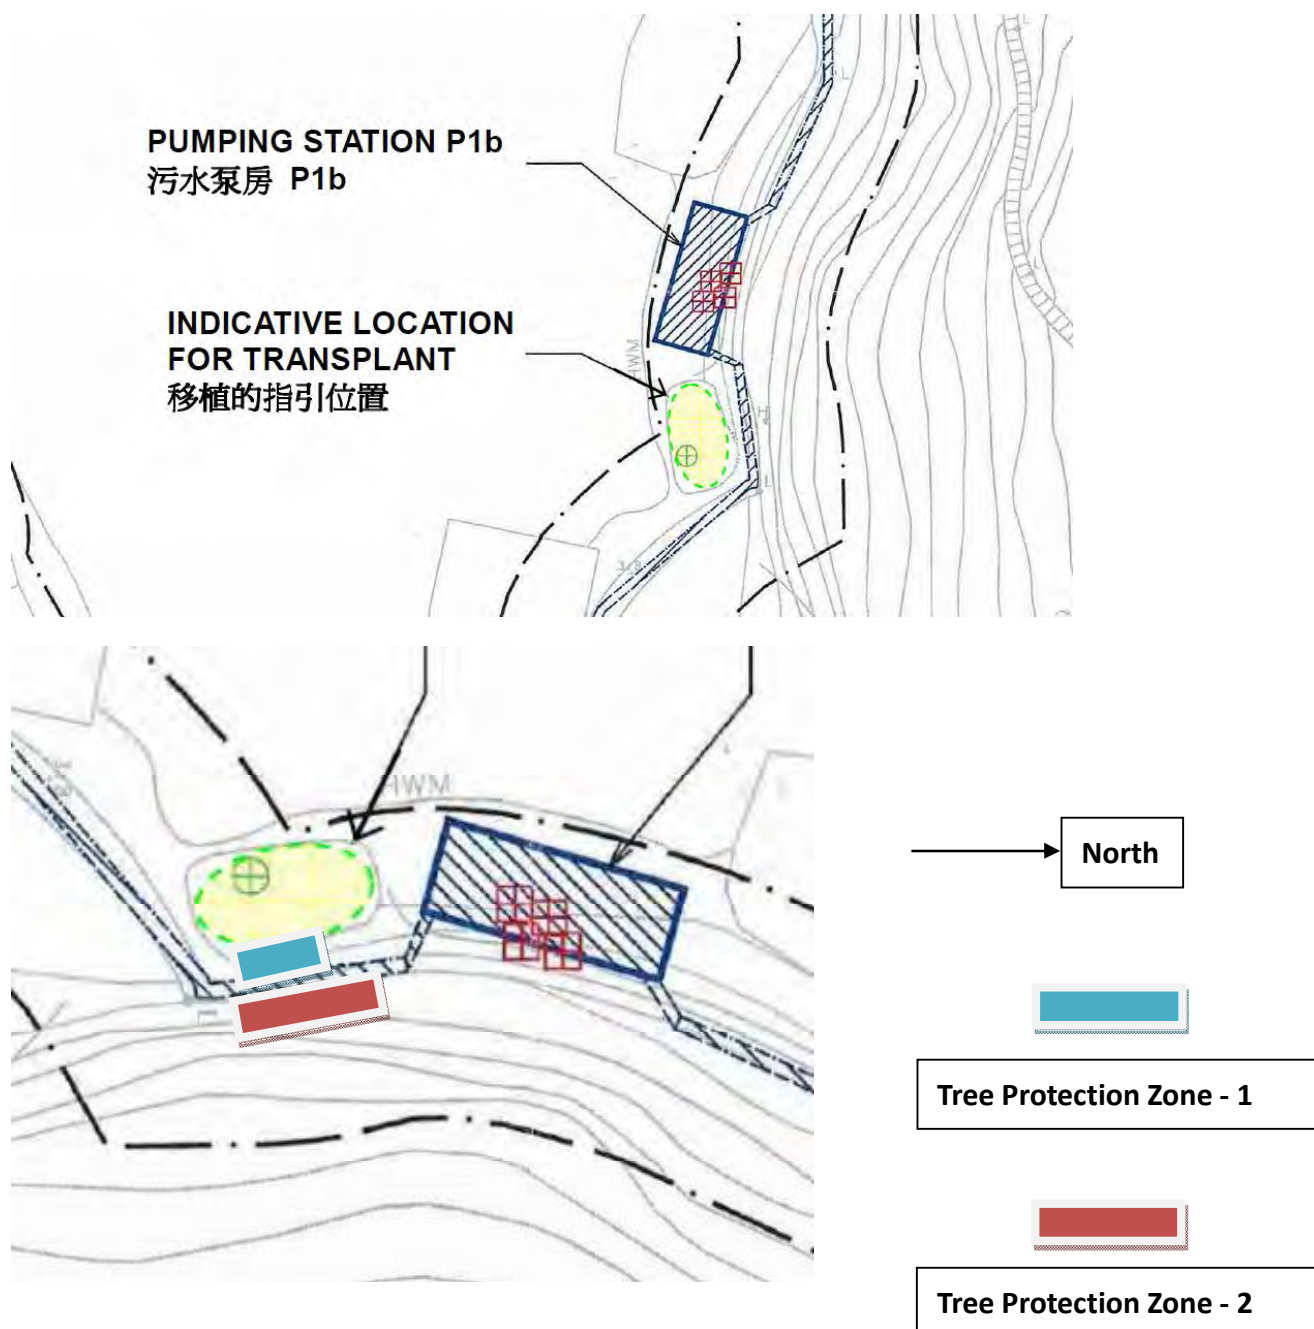 PUMPING STATION P1b
污水泵房 P1b
INDICATIVE LOCATION
FOR TRANSPLANT
移植的指引位置
HWM
H
L
HWM
North
Tree Protection Zone - 1
Tree Protection Zone - 2